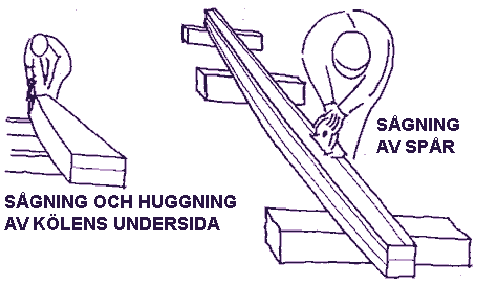 SÅGNING OCH HUGGNING
AV KÖLENS UNDERSIDA
SÅGNING
AV SPÅR